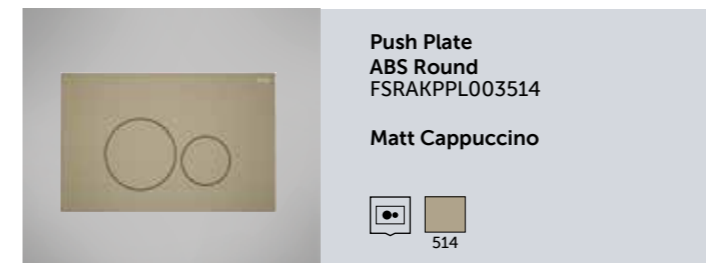 Push Plate
ABS Round
FSRAKPPL003514
Matt Cappuccino
514